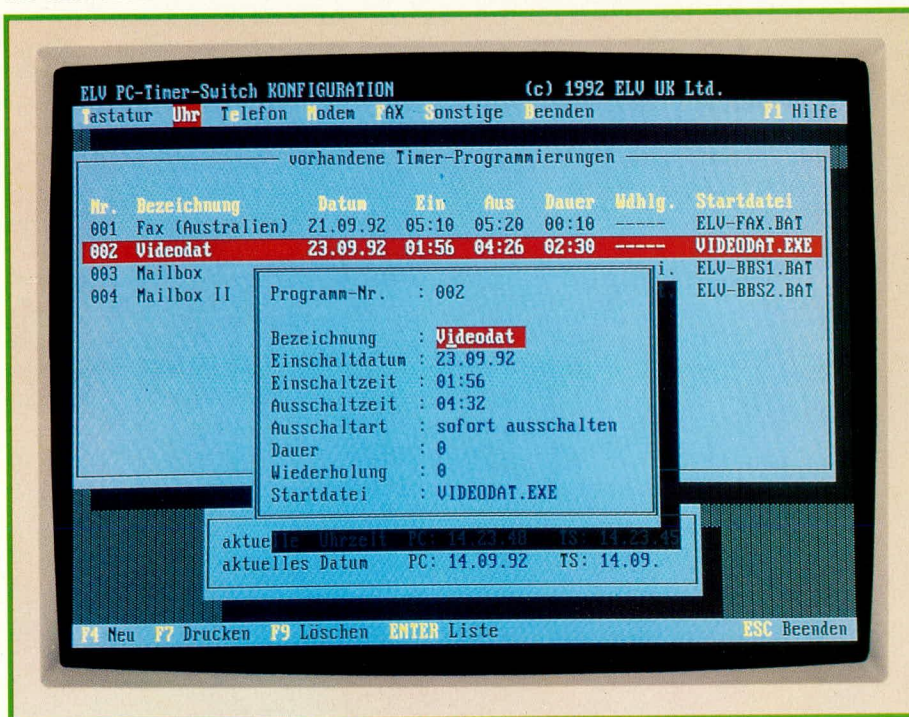 ELV PC-Timer-Switch KONFIGURATION (c) 1992 ELV UK Ltd.
Tastatur Uhr Telefon Modem FAX Sonstige Beenden F1 Hilfe
vorhandene Timer-Programmierungen
Nr. Bezeichnung Datum Ein Aus Dauer Wdhlg. Startdatei
001 Fax (Australien) 21.09.92 05:10 05:20 00:10 ----- ELV-FAX.BAT
002 Videodat 23.09.92 01:56 04:26 02:30 ----- VIDEODAT.EXE
003 Mailbox i. ELV-BBS1.BAT
004 Mailbox II ELV-BBS2.BAT
Programm-Nr. : 002
Bezeichnung : Videodat
Einschaltdatum : 23.09.92
Einschaltzeit : 01:56
Ausschaltzeit : 04:32
Ausschaltart : sofort ausschalten
Dauer : 0
Wiederholung : 0
Startdatei : VIDEODAT.EXE
aktuelle Uhrzeit PC: 14.23.48 TS: 14.23.45
aktuelles Datum PC: 14.09.92 TS: 14.09.
F4 Neu F7 Drucken F9 Löschen ENTER Liste ESC Beenden